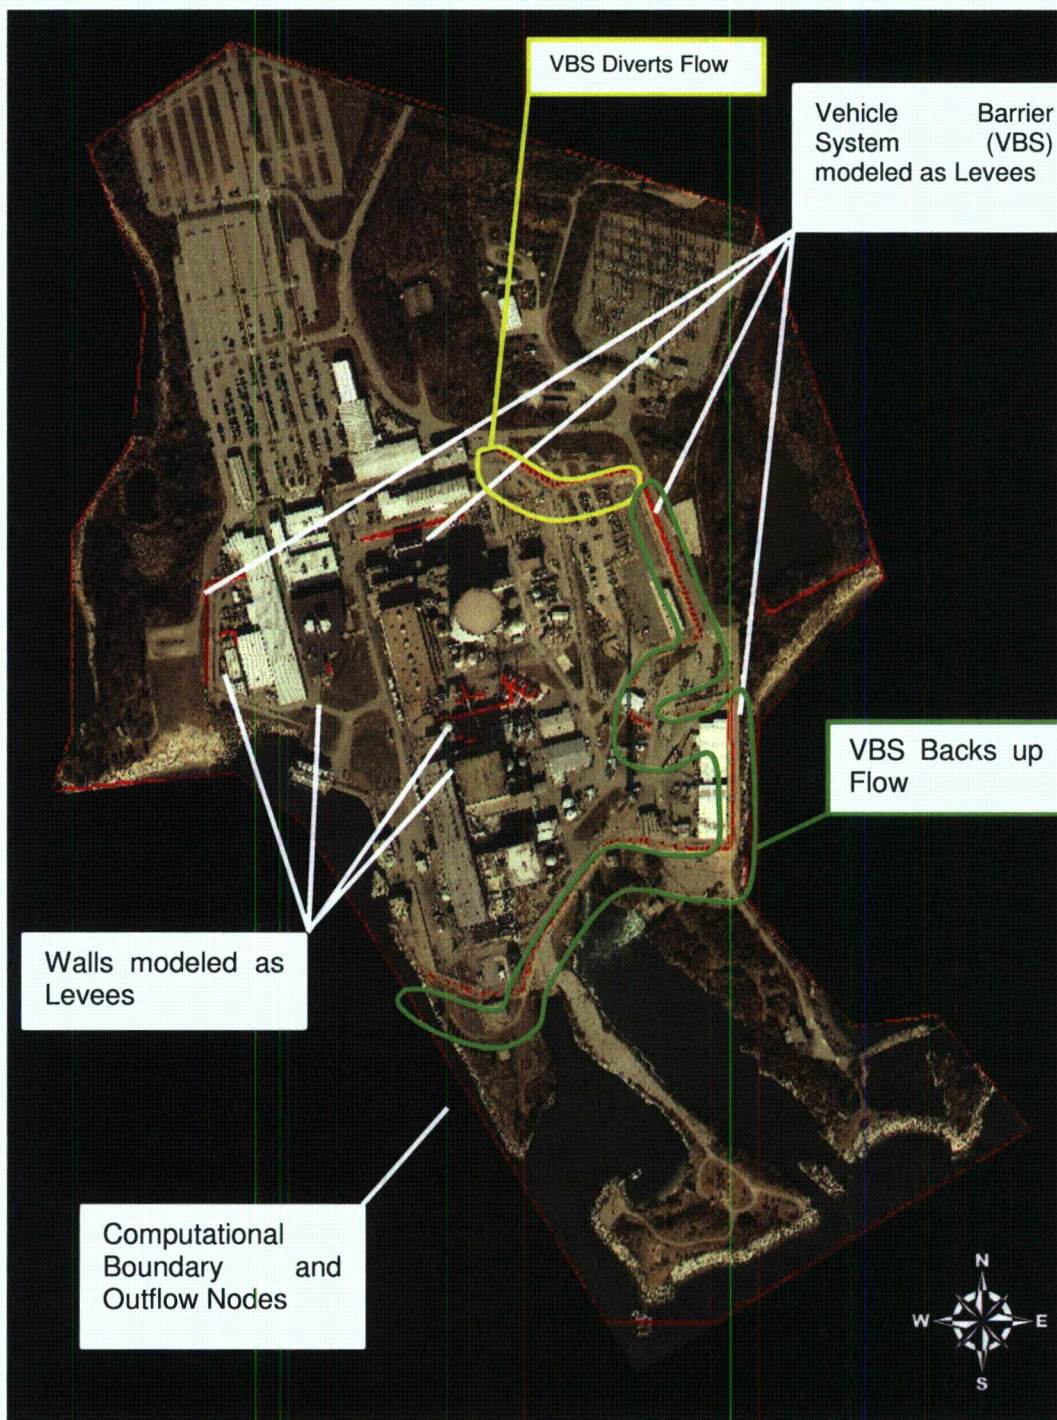 VBS Diverts Flow
Vehicle Barrier
System (VBS)
modeled as Levees
VBS Backs up
Flow
Walls modeled as
Levees
Computational
Boundary and
Outflow Nodes
N
W E
S